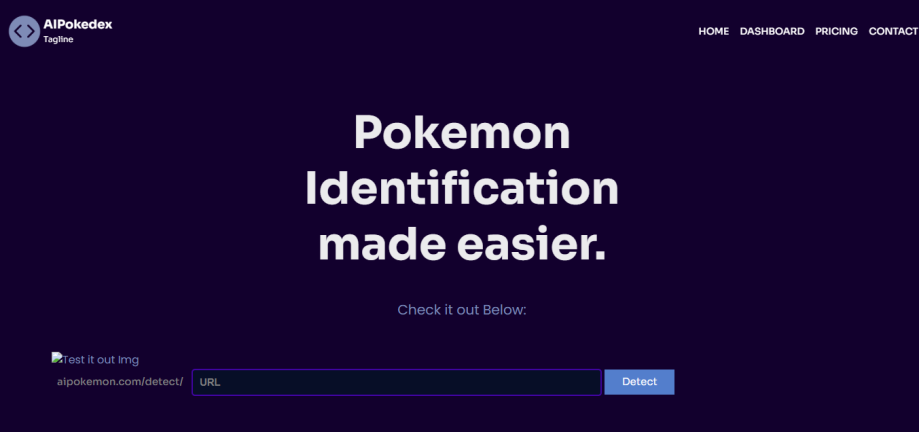 AIPokedex
Tagline
HOME DASHBOARD PRICING CONTACT
Pokemon
Identification
made easier.
Check it out Below:
Test it out Img
aipokemon.com/detect/ URL Detect